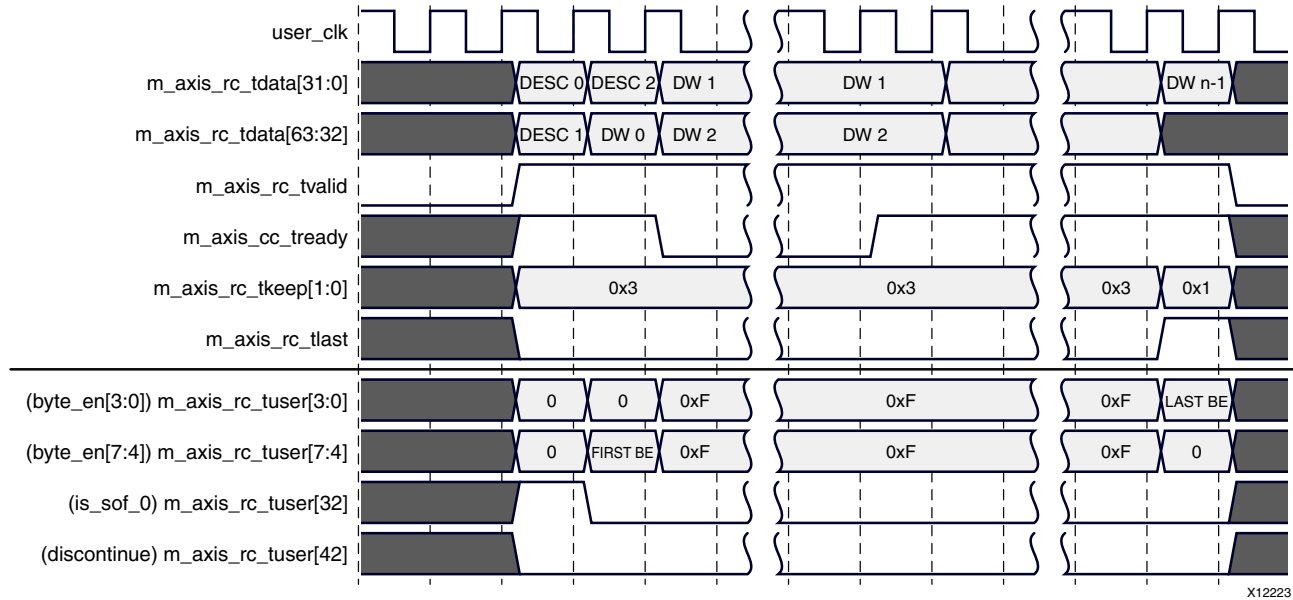 user_clk
m_axis_rc_tdata[31:0] DESC 0 DESC 2 DW 1 DW 1 DW n-1
m_axis_rc_tdata[63:32] DESC 1 DW 0 DW 2 DW 2
m_axis_rc_tvalid
m_axis_cc_tready
m_axis_rc_tkeep[1:0] 0x3 0x3 0x3 0x1
m_axis_rc_tlast
(byte_en[3:0]) m_axis_rc_tuser[3:0] 0 0 0xF 0xF 0xF LAST BE
(byte_en[7:4]) m_axis_rc_tuser[7:4] 0 FIRST BE 0xF 0xF 0xF 0
(is_sof_0) m_axis_rc_tuser[32]
(discontinue) m_axis_rc_tuser[42]
X12223